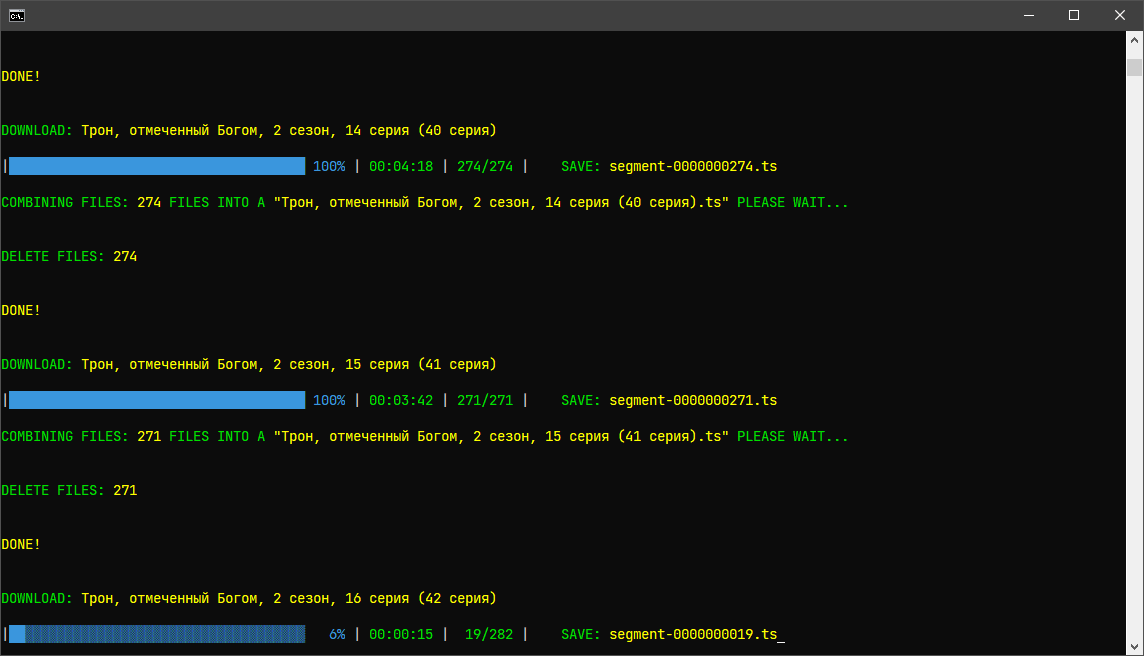 DONE!
DOWNLOAD: Трон, отмеченный Богом, 2 сезон, 14 серия (40 серия)
| 100% | 00:04:18 | 274/274 | SAVE: segment-0000000274.ts
COMBINING FILES: 274 FILES INTO A "Трон, отмеченный Богом, 2 сезон, 14 серия (40 серия).ts" PLEASE WAIT...
DELETE FILES: 274
DONE!
DOWNLOAD: Трон, отмеченный Богом, 2 сезон, 15 серия (41 серия)
| 100% | 00:03:42 | 271/271 | SAVE: segment-0000000271.ts
COMBINING FILES: 271 FILES INTO A "Трон, отмеченный Богом, 2 сезон, 15 серия (41 серия).ts" PLEASE WAIT...
DELETE FILES: 271
DONE!
DOWNLOAD: Трон, отмеченный Богом, 2 сезон, 16 серия (42 серия)
| 6% | 00:00:15 | 19/282 | SAVE: segment-0000000019.ts_